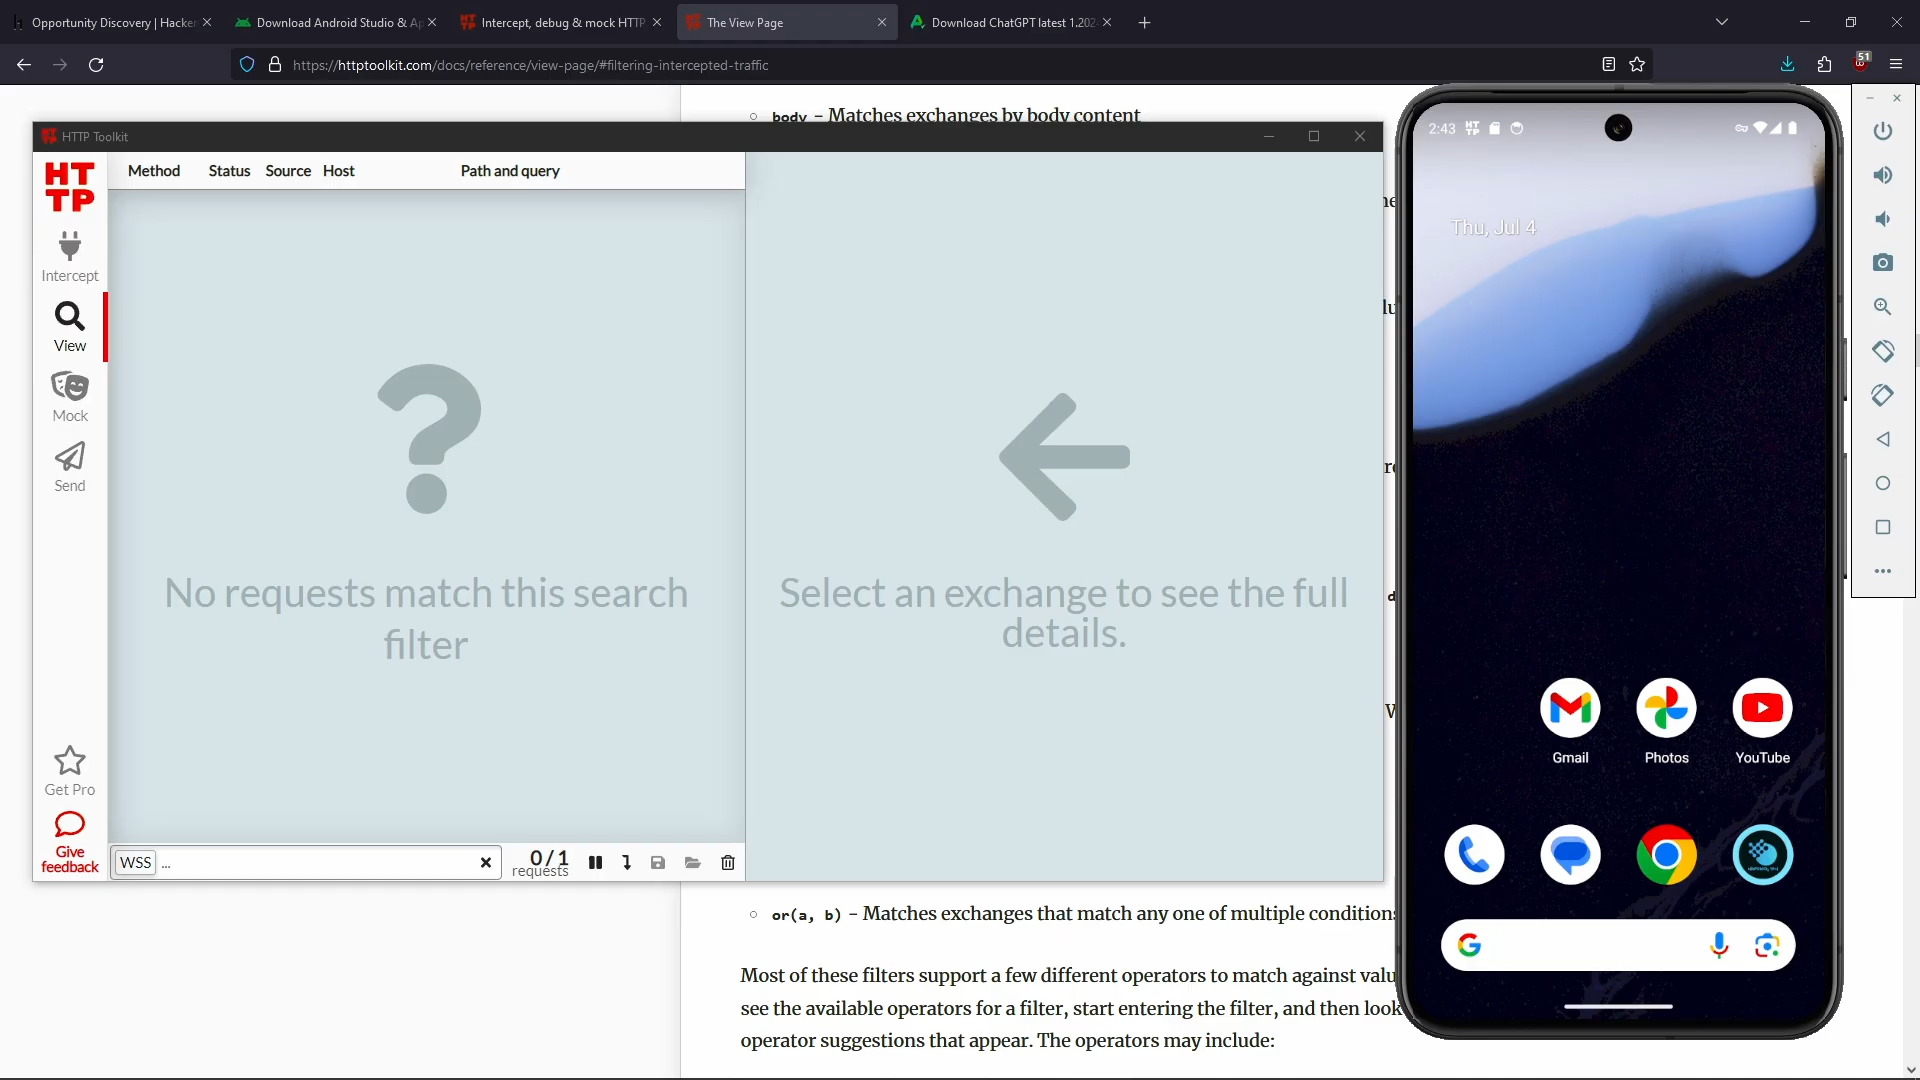 Opportunity Discovery | Hacke
Download Android Studio & Ap
Intercept, debug & mock HTTP
The View Page
Download ChatGPT latest 1.202
https://httptoolkit.com/docs/reference/view-page/#filtering-intercepted-traffic
51
body – Matches exchanges by body content
HTTP Toolkit
HT
TP
Method Status Source Host Path and query
Intercept
View
Mock
Send
Get Pro
Give
feedback
No requests match this search
filter
Select an exchange to see the full
details.
WSS ...
0 / 1
requests
or(a, b) – Matches exchanges that match any one of multiple conditions
Most of these filters support a few different operators to match against valu
see the available operators for a filter, start entering the filter, and then look
operator suggestions that appear. The operators may include:
2:43 HT TP
Thu, Jul 4
Gmail
Photos
YouTube
G